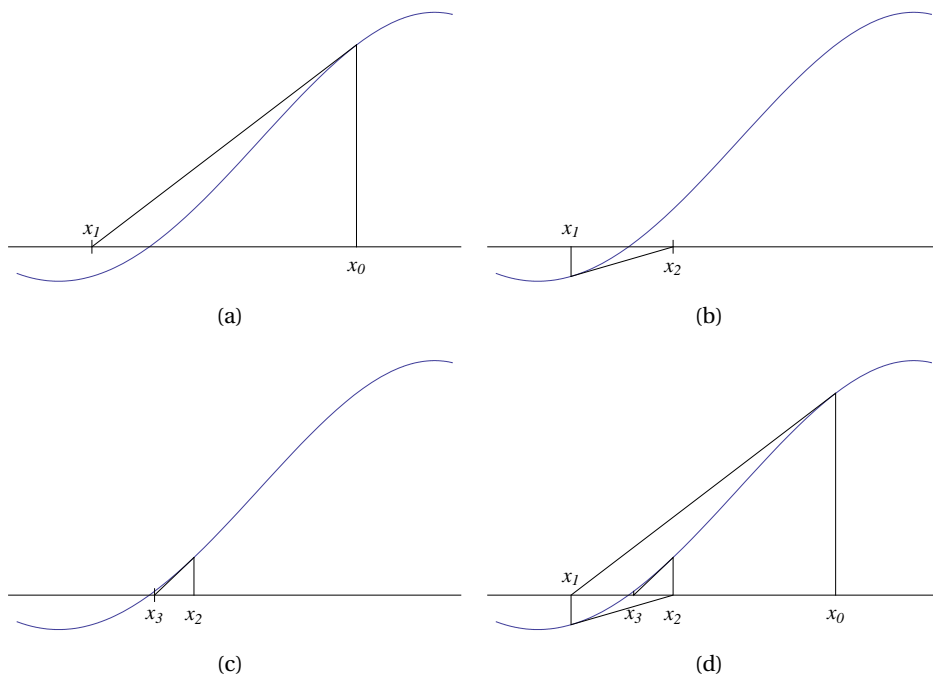 x₁
x₀
(a)
x₁
x₂
(b)
x₃ x₂
(c)
x₁
x₃ x₂ x₀
(d)